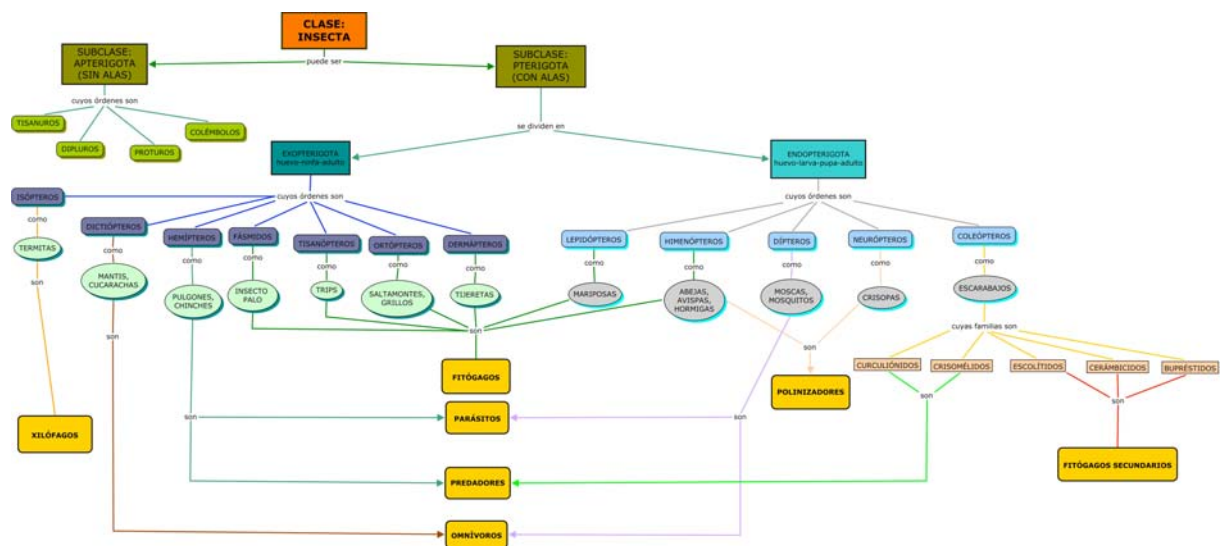 CLASE:
INSECTA
SUBCLASE:
APTERIGOTA
(SIN ALAS)
puede ser
SUBCLASE:
PTERIGOTA
(CON ALAS)
cuyos órdenes son
TISANUROS
COLÉMBOLOS
DIPLUROS
PROTUROS
se dividen en
EXOPTERIGOTA
huevo-ninfa-adulto
ENDOPTERIGOTA
huevo-larva-pupa-adulto
ISÓPTEROS
cuyos órdenes son
cuyos órdenes son
como
DICTIÓPTEROS
HEMÍPTEROS
FÁSMIDOS
TISANÓPTEROS
ORTÓPTEROS
DERMÁPTEROS
LEPIDÓPTEROS
HIMENÓPTEROS
DÍPTEROS
NEURÓPTEROS
COLEÓPTEROS
TERMITAS
como
como
como
como
como
como
como
como
como
como
como
son
MANTIS,
CUCARACHAS
PULGONES,
CHINCHES
INSECTO
PALO
TRIPS
SALTAMONTES,
GRILLOS
TIJERETAS
MARIPOSAS
ABEJAS,
AVISPAS,
HORMIGAS
MOSCAS,
MOSQUITOS
CRISOPAS
ESCARABAJOS
son
cuyas familias son
son
CURCULIÓNIDOS
CRISOMÉLIDOS
ESCOLÍTIDOS
CERÁMBICIDOS
BUPRÉSTIDOS
FITÓGAGOS
POLINIZADORES
son
son
son
son
son
PARÁSITOS
XILÓFAGOS
FITÓGAGOS SECUNDARIOS
PREDADORES
OMNÍVOROS